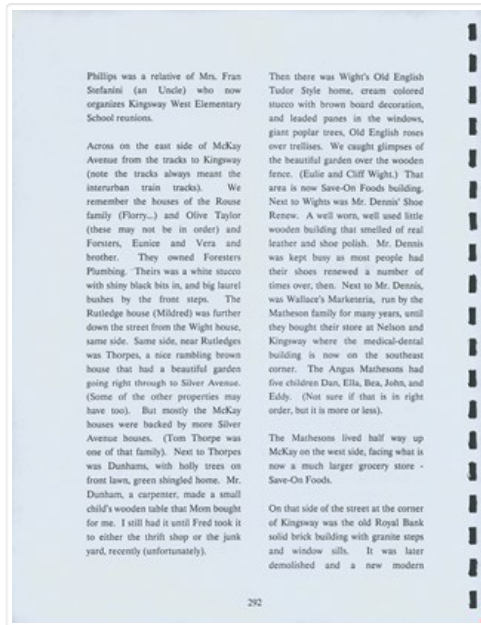 Phillips was a relative of Mrs. Fran
Stefanini (an Uncle) who now
organizes Kingsway West Elementary
School reunions.
Across on the east side of McKay
Avenue from the tracks to Kingsway
(note the tracks always meant the
interurban train tracks). We
remember the houses of the Rouse
family (Florry...) and Olive Taylor
(these may not be in order) and
Forsters, Eunice and Vera and
brother. They owned Foresters
Plumbing. Theirs was a white stucco
with shiny black bits in, and big laurel
bushes by the front steps. The
Rutledge house (Mildred) was further
down the street from the Wight house,
same side. Same side, near Rutledges
was Thorpes, a nice rambling brown
house that had a beautiful garden
going right through to Silver Avenue.
(Some of the other properties may
have too). But mostly the McKay
houses were backed by more Silver
Avenue houses. (Tom Thorpe was
one of that family). Next to Thorpes
was Dunhams, with holly trees on
front lawn, green shingled home. Mr.
Dunham, a carpenter, made a small
child's wooden table that Mom bought
for me. I still had it until Fred took it
to either the thrift shop or the junk
yard, recently (unfortunately).
Then there was Wight's Old English
Tudor Style home, cream colored
stucco with brown board decoration,
and leaded panes in the windows,
giant poplar trees, Old English roses
over trellises. We caught glimpses of
the beautiful garden over the wooden
fence. (Eulie and Cliff Wight.) That
area is now Save-On Foods building.
Next to Wights was Mr. Dennis' Shoe
Renew. A well worn, well used little
wooden building that smelled of real
leather and shoe polish. Mr. Dennis
was kept busy as most people had
their shoes renewed a number of
times over, then. Next to Mr. Dennis,
was Wallace's Marketeria, run by the
Matheson family for many years, until
they bought their store at Nelson and
Kingsway where the medical-dental
building is now on the southeast
corner. The Angus Mathesons had
five children Dan, Ella, Bea, John, and
Eddy. (Not sure if that is in right
order, but it is more or less).
The Mathesons lived half way up
McKay on the west side, facing what is
now a much larger grocery store -
Save-On Foods.
On that side of the street at the corner
of Kingsway was the old Royal Bank
solid brick building with granite steps
and window sills. It was later
demolished and a new modern
292